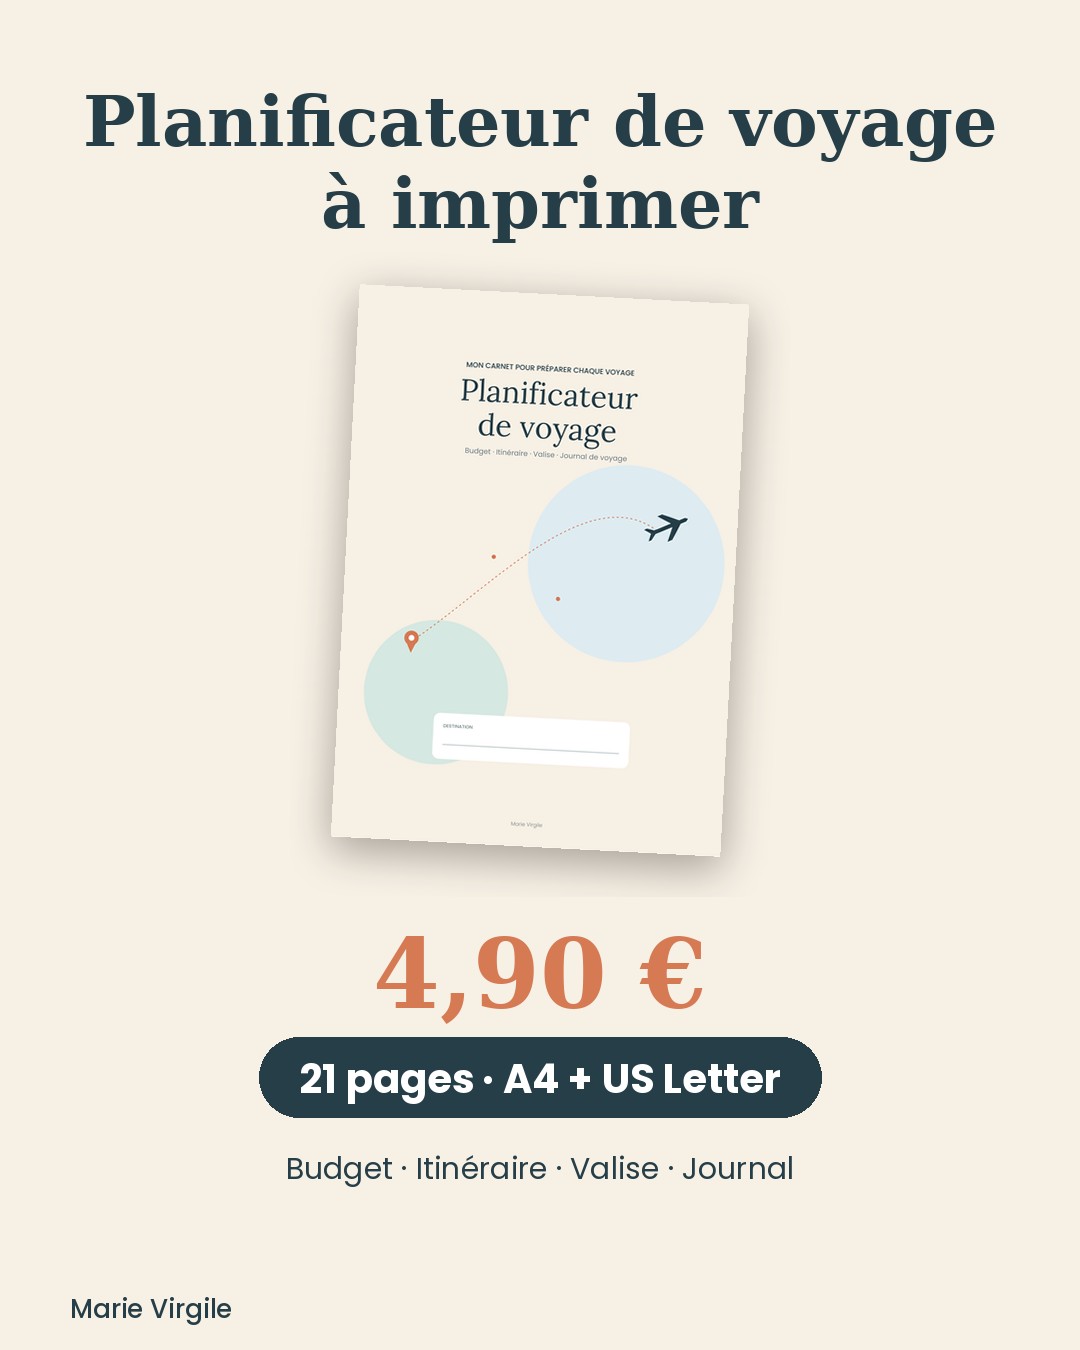 Planificateur de voyage
à imprimer
MON CARNET POUR PRÉPARER CHAQUE VOYAGE
Planificateur
de voyage
Budget · Itinéraire · Valise · Journal de voyage
DESTINATION
Marie Virgile
4,90 €
21 pages · A4 + US Letter
Budget · Itinéraire · Valise · Journal
Marie Virgile